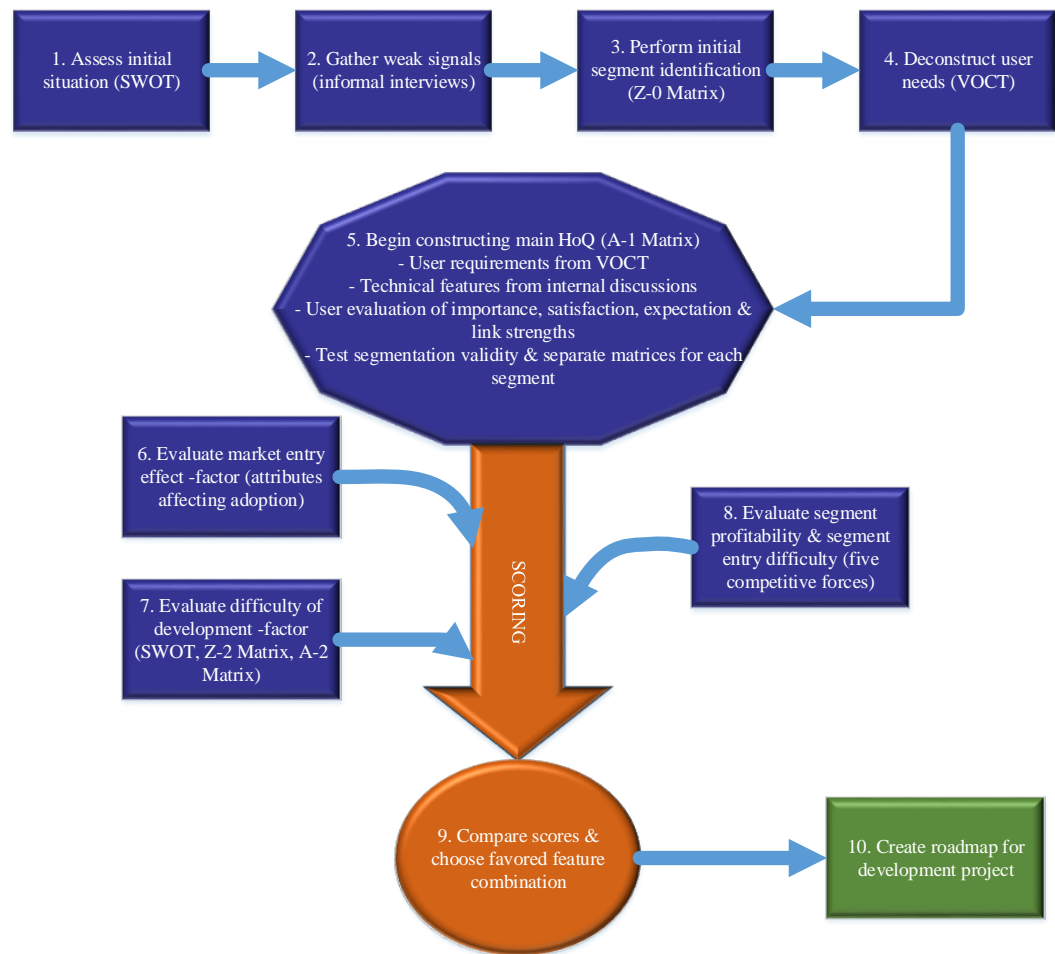 1. Assess initial
situation (SWOT)
2. Gather weak signals
(informal interviews)
3. Perform initial
segment identification
(Z-0 Matrix)
4. Deconstruct user
needs (VOCT)
5. Begin constructing main HoQ (A-1 Matrix)
- User requirements from VOCT
- Technical features from internal discussions
- User evaluation of importance, satisfaction, expectation &
link strengths
- Test segmentation validity & separate matrices for each
segment
6. Evaluate market entry
effect -factor (attributes
affecting adoption)
7. Evaluate difficulty of
development -factor
(SWOT, Z-2 Matrix, A-2
Matrix)
SCORING
8. Evaluate segment
profitability & segment
entry difficulty (five
competitive forces)
9. Compare scores &
choose favored feature
combination
10. Create roadmap for
development project